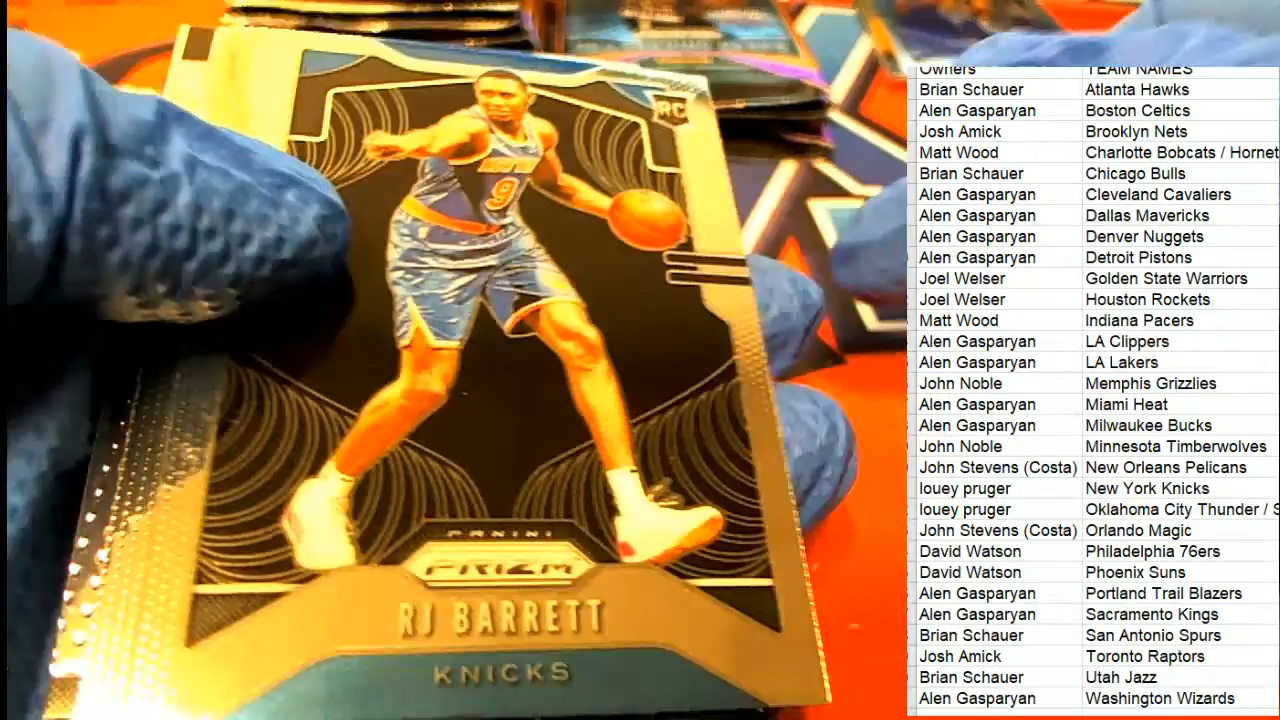 RC
9
PANINI
PRIZM
RJ BARRETT
KNICKS
Owners TEAM NAMES
Brian Schauer Atlanta Hawks
Alen Gasparyan Boston Celtics
Josh Amick Brooklyn Nets
Matt Wood Charlotte Bobcats / Hornet
Brian Schauer Chicago Bulls
Alen Gasparyan Cleveland Cavaliers
Alen Gasparyan Dallas Mavericks
Alen Gasparyan Denver Nuggets
Alen Gasparyan Detroit Pistons
Joel Welser Golden State Warriors
Joel Welser Houston Rockets
Matt Wood Indiana Pacers
Alen Gasparyan LA Clippers
Alen Gasparyan LA Lakers
John Noble Memphis Grizzlies
Alen Gasparyan Miami Heat
Alen Gasparyan Milwaukee Bucks
John Noble Minnesota Timberwolves
John Stevens (Costa) New Orleans Pelicans
louey pruger New York Knicks
louey pruger Oklahoma City Thunder / S
John Stevens (Costa) Orlando Magic
David Watson Philadelphia 76ers
David Watson Phoenix Suns
Alen Gasparyan Portland Trail Blazers
Alen Gasparyan Sacramento Kings
Brian Schauer San Antonio Spurs
Josh Amick Toronto Raptors
Brian Schauer Utah Jazz
Alen Gasparyan Washington Wizards